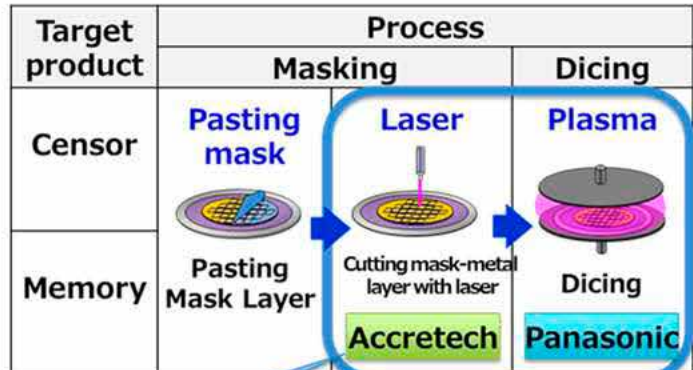 Target
product
Process
Masking
Dicing
Censor
Memory
Pasting
mask
Laser
Plasma
Pasting
Mask Layer
Cutting mask-metal
layer with laser
Dicing
Accretech
Panasonic